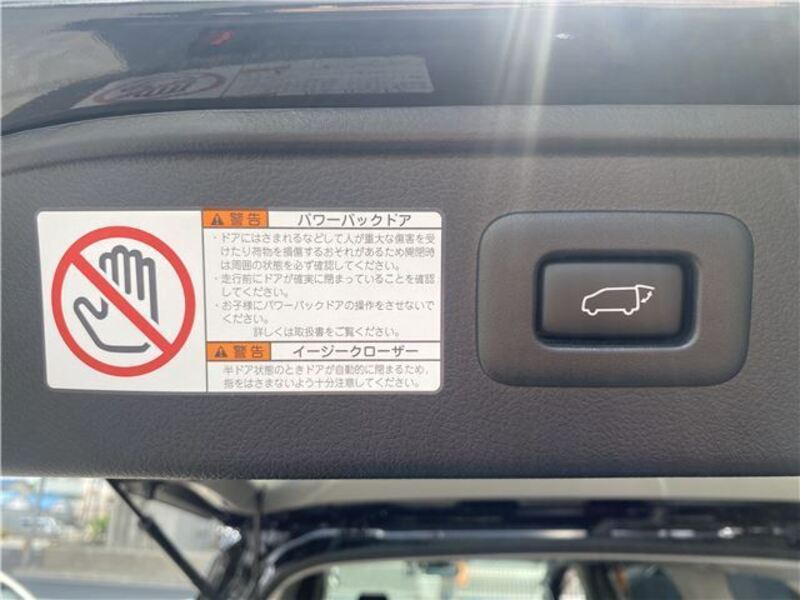 警告 パワーバックドア
・ドアにはさまれるなどして人が重大な傷害を受
けたり荷物を損傷するおそれがあるため開閉時
は周囲の状態を必ず確認してください。
・走行前にドアが確実に閉まっていることを確認
してください。
・お子様にパワーバックドアの操作をさせないで
ください。
詳しくは取扱書をご覧ください。
警告 イージークローザー
半ドア状態のときドアが自動的に閉まるため,
指をはさまないよう十分注意してください。